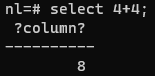 nl=# select 4+4;
 ?column?
----------
        8